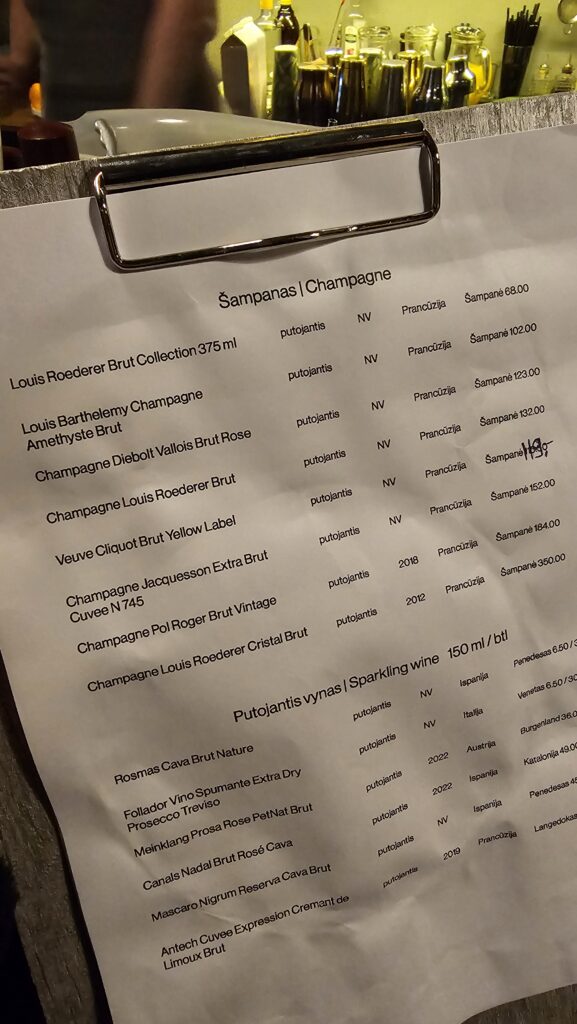 Šampanas | Champagne
Louis Roederer Brut Collection 375 ml putojantis NV Prancūzija Šampanė 68.00
Louis Barthelemy Champagne putojantis NV Prancūzija Šampanė 102.00
Amethyste Brut
Champagne Diebolt Vallois Brut Rose putojantis NV Prancūzija Šampanė 123.00
Champagne Louis Roederer Brut putojantis NV Prancūzija Šampanė 132.00
Veuve Cliquot Brut Yellow Label putojantis NV Prancūzija Šampanė
Champagne Jacquesson Extra Brut putojantis NV Prancūzija Šampanė 152.00
Cuvee N 745
Champagne Pol Roger Brut Vintage putojantis 2018 Prancūzija Šampanė 184.00
Champagne Louis Roederer Cristal Brut putojantis 2012 Prancūzija Šampanė 350.00
Putojantis vynas | Sparkling wine 150 ml / btl
Rosmas Cava Brut Nature putojantis NV Ispanija Penedesas 6.50 /
Follador Vino Spumante Extra Dry putojantis NV Italija Venetas 6.50 / 30
Prosecco Treviso
Meinklang Prosa Rose PetNat Brut putojantis 2022 Austrija Burgenland 36.0
Canals Nadal Brut Rosé Cava putojantis 2022 Ispanija Katalonija 49.00
Mascaro Nigrum Reserva Cava Brut putojantis NV Ispanija Penedesas
Antech Cuvee Expression Cremant de putojantis 2019 Prancūzija Langedokas
Limoux Brut